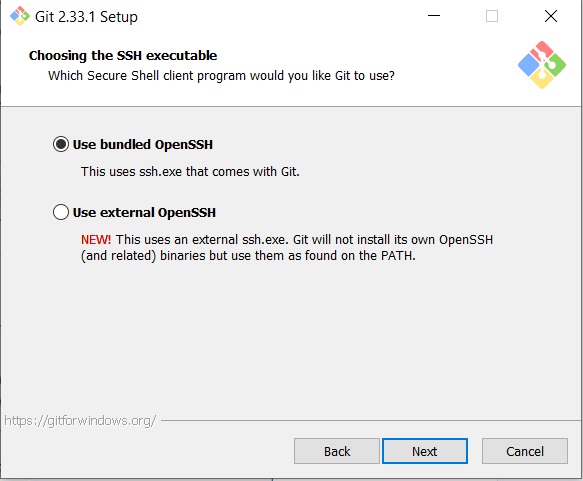 Git 2.33.1 Setup
Choosing the SSH executable
Which Secure Shell client program would you like Git to use?
Use bundled OpenSSH
This uses ssh.exe that comes with Git.
Use external OpenSSH
NEW! This uses an external ssh.exe. Git will not install its own OpenSSH
(and related) binaries but use them as found on the PATH.
https://gitforwindows.org/
Back
Next
Cancel